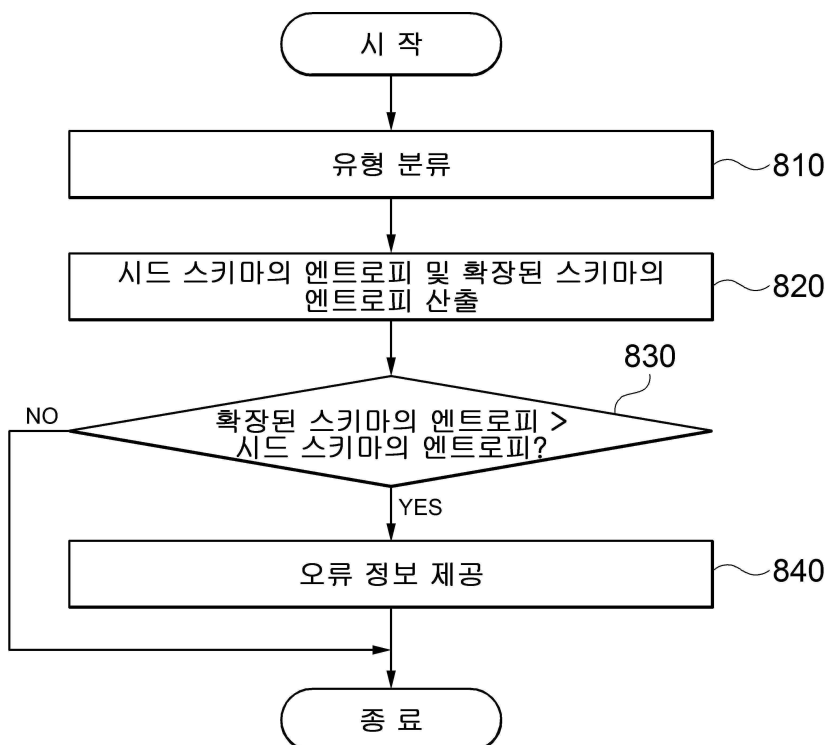 시 작
유형 분류
810
시드 스키마의 엔트로피 및 확장된 스키마의
엔트로피 산출
820
830
확장된 스키마의 엔트로피 >
시드 스키마의 엔트로피?
NO
YES
오류 정보 제공
840
종 료